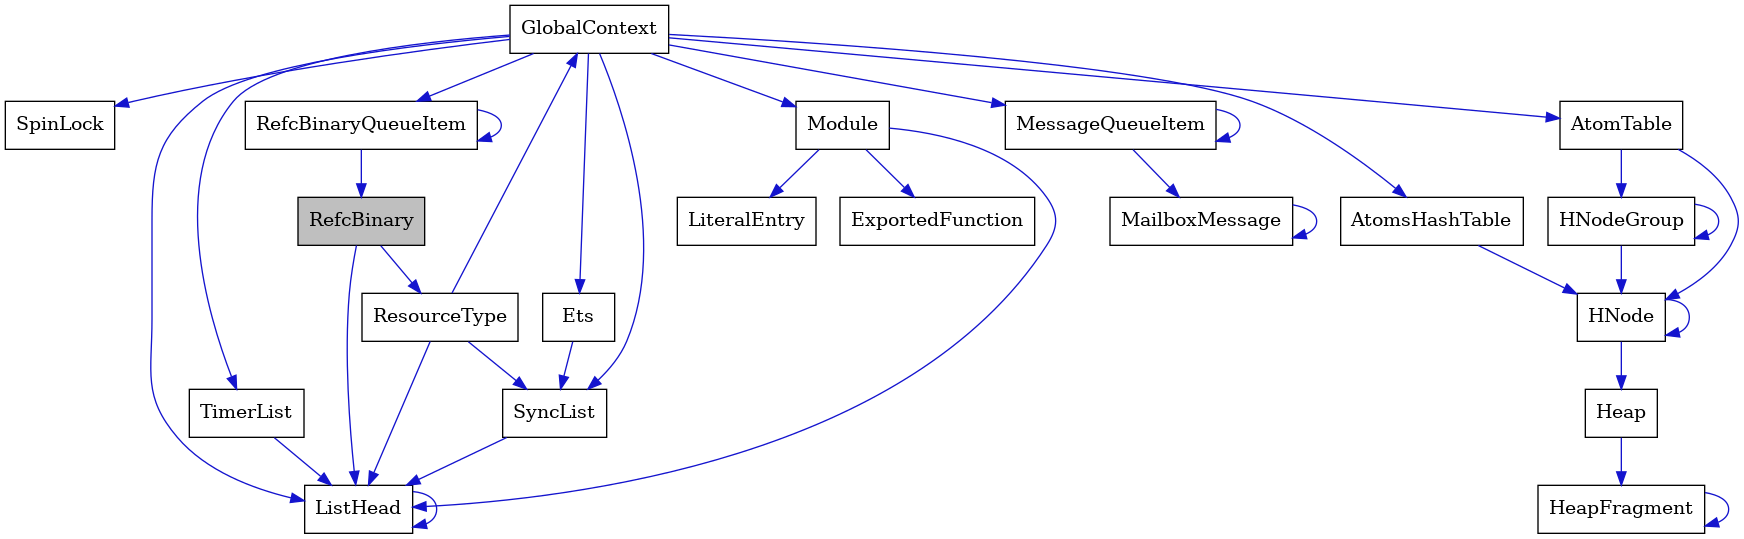 GlobalContext
SpinLock
RefcBinaryQueueItem
Module
MessageQueueItem
AtomTable
RefcBinary
LiteralEntry
ExportedFunction
MailboxMessage
AtomsHashTable
HNodeGroup
ResourceType
Ets
HNode
TimerList
SyncList
Heap
ListHead
HeapFragment